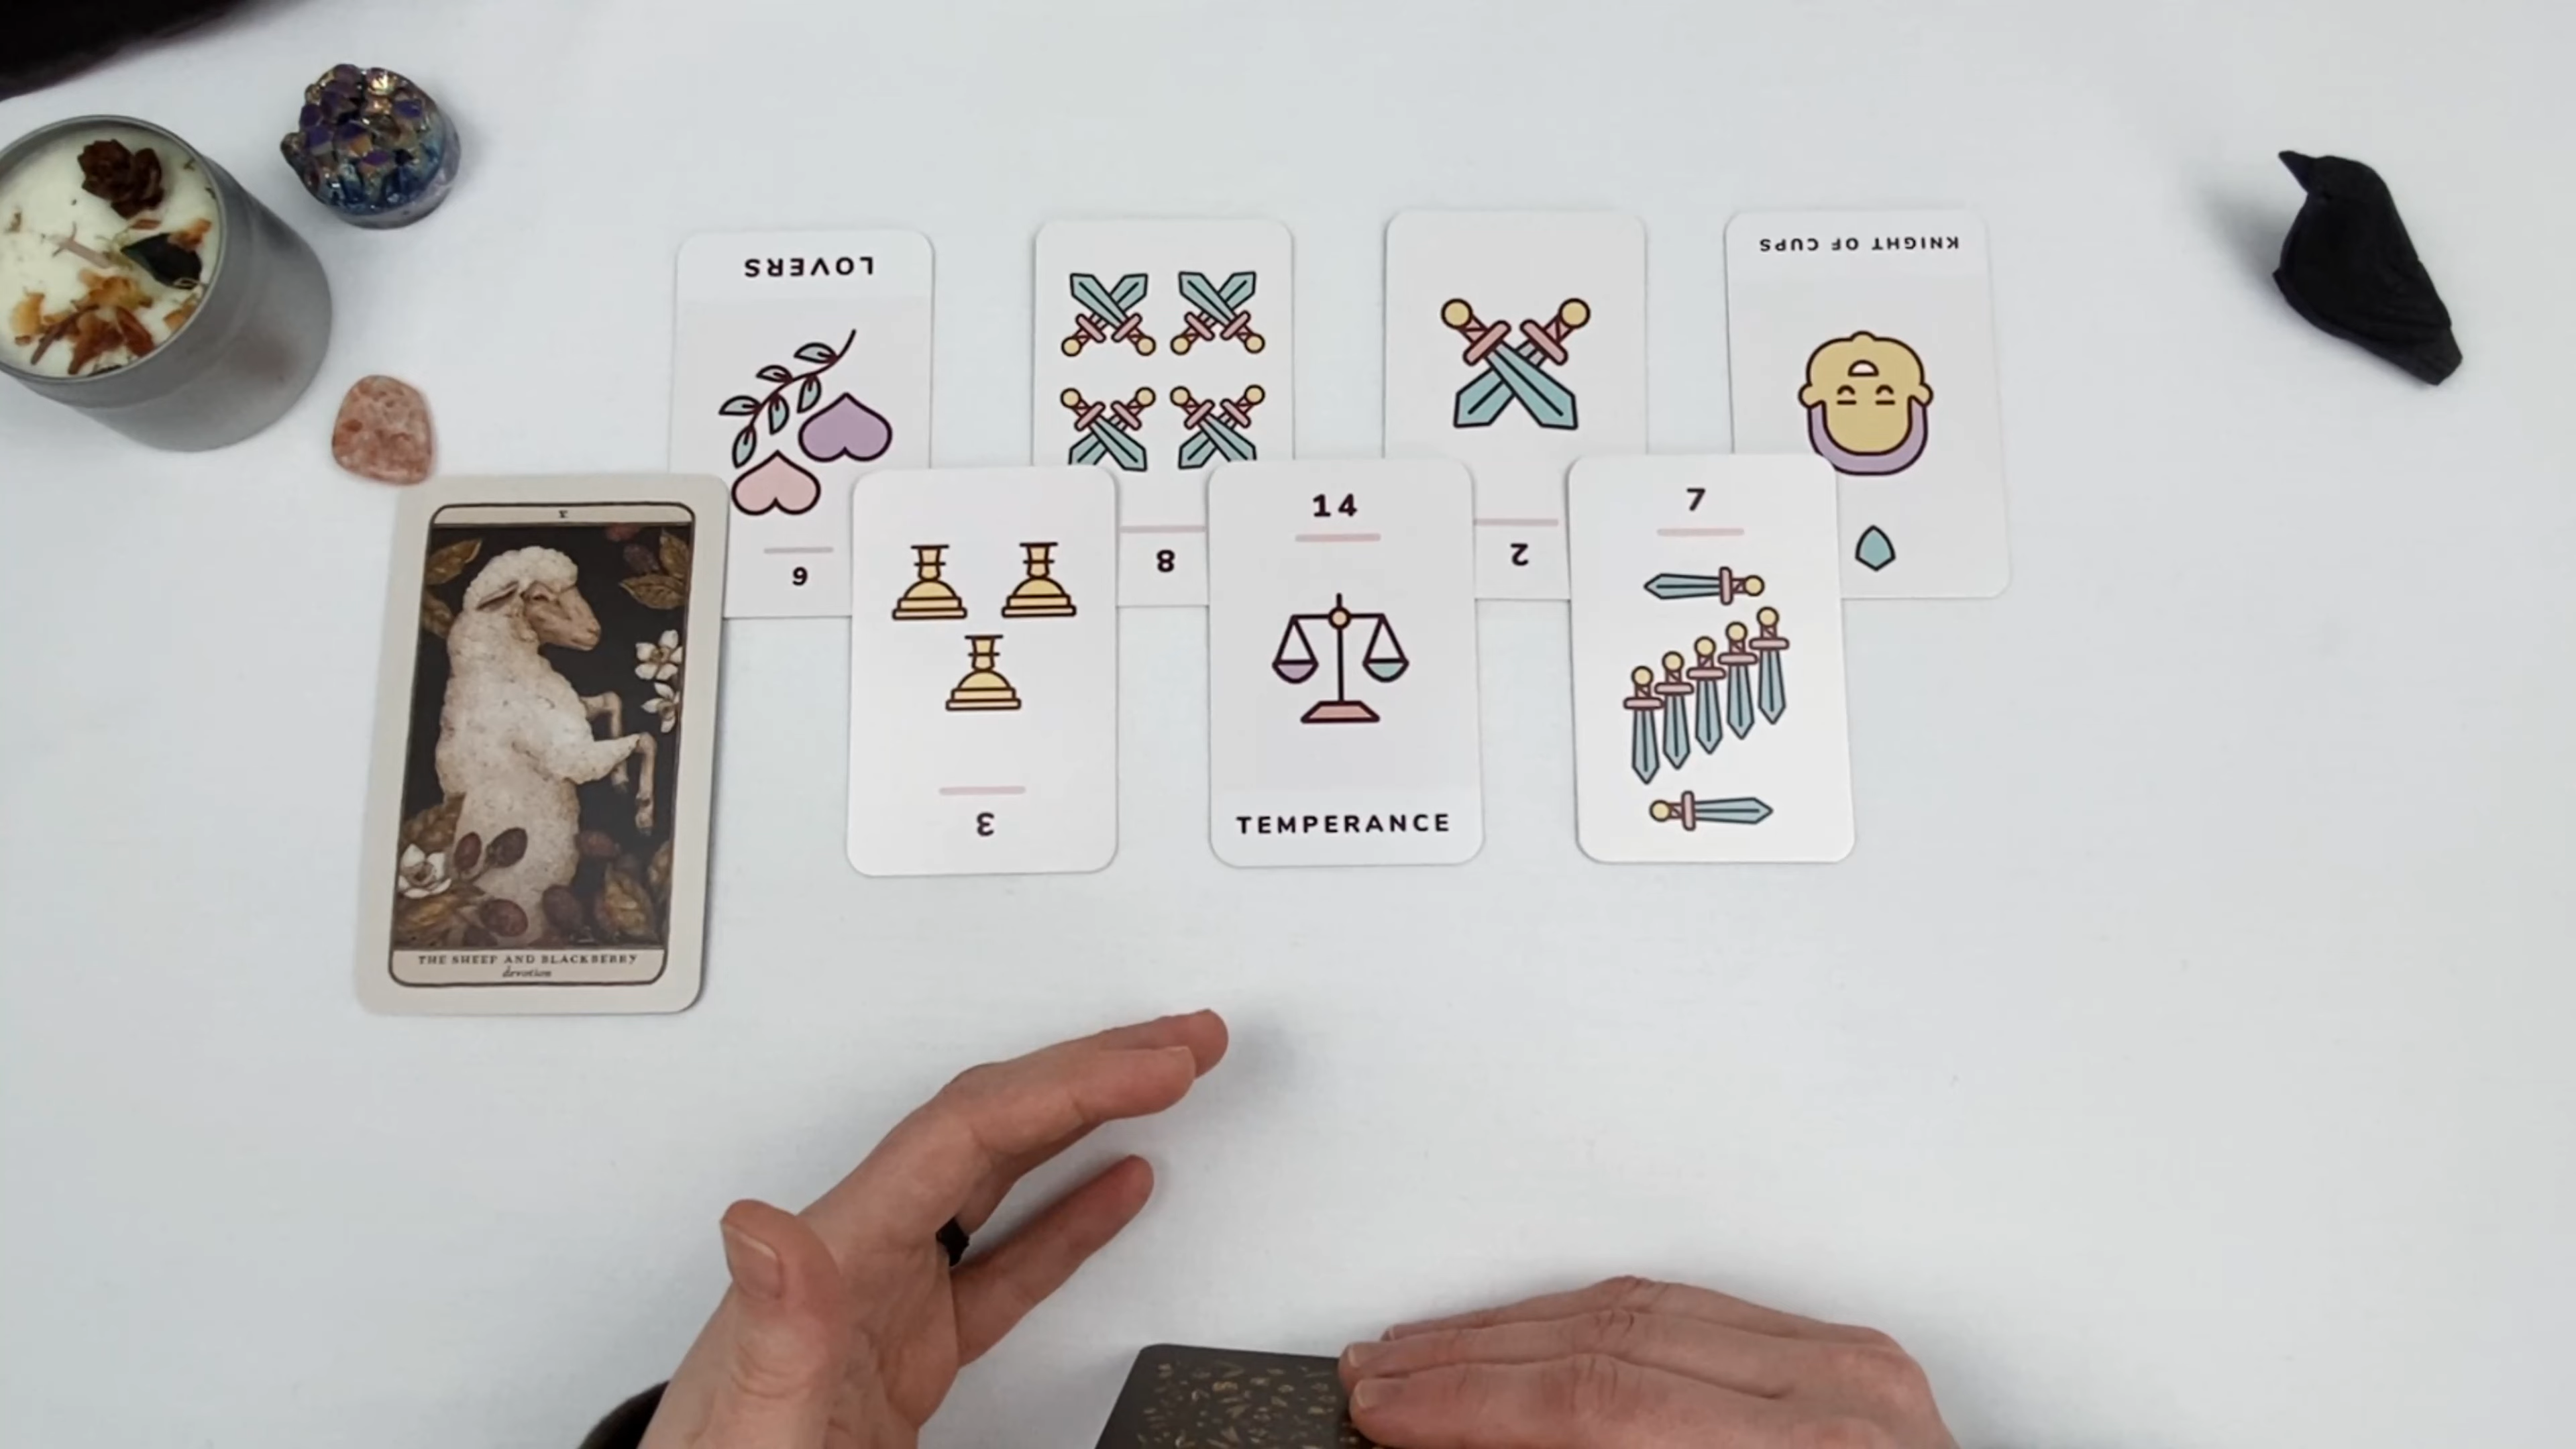 LOVERS
6
8
2
KNIGHT OF CUPS
3
14
TEMPERANCE
7
THE SHEEP AND BLACKBERRY
devotion